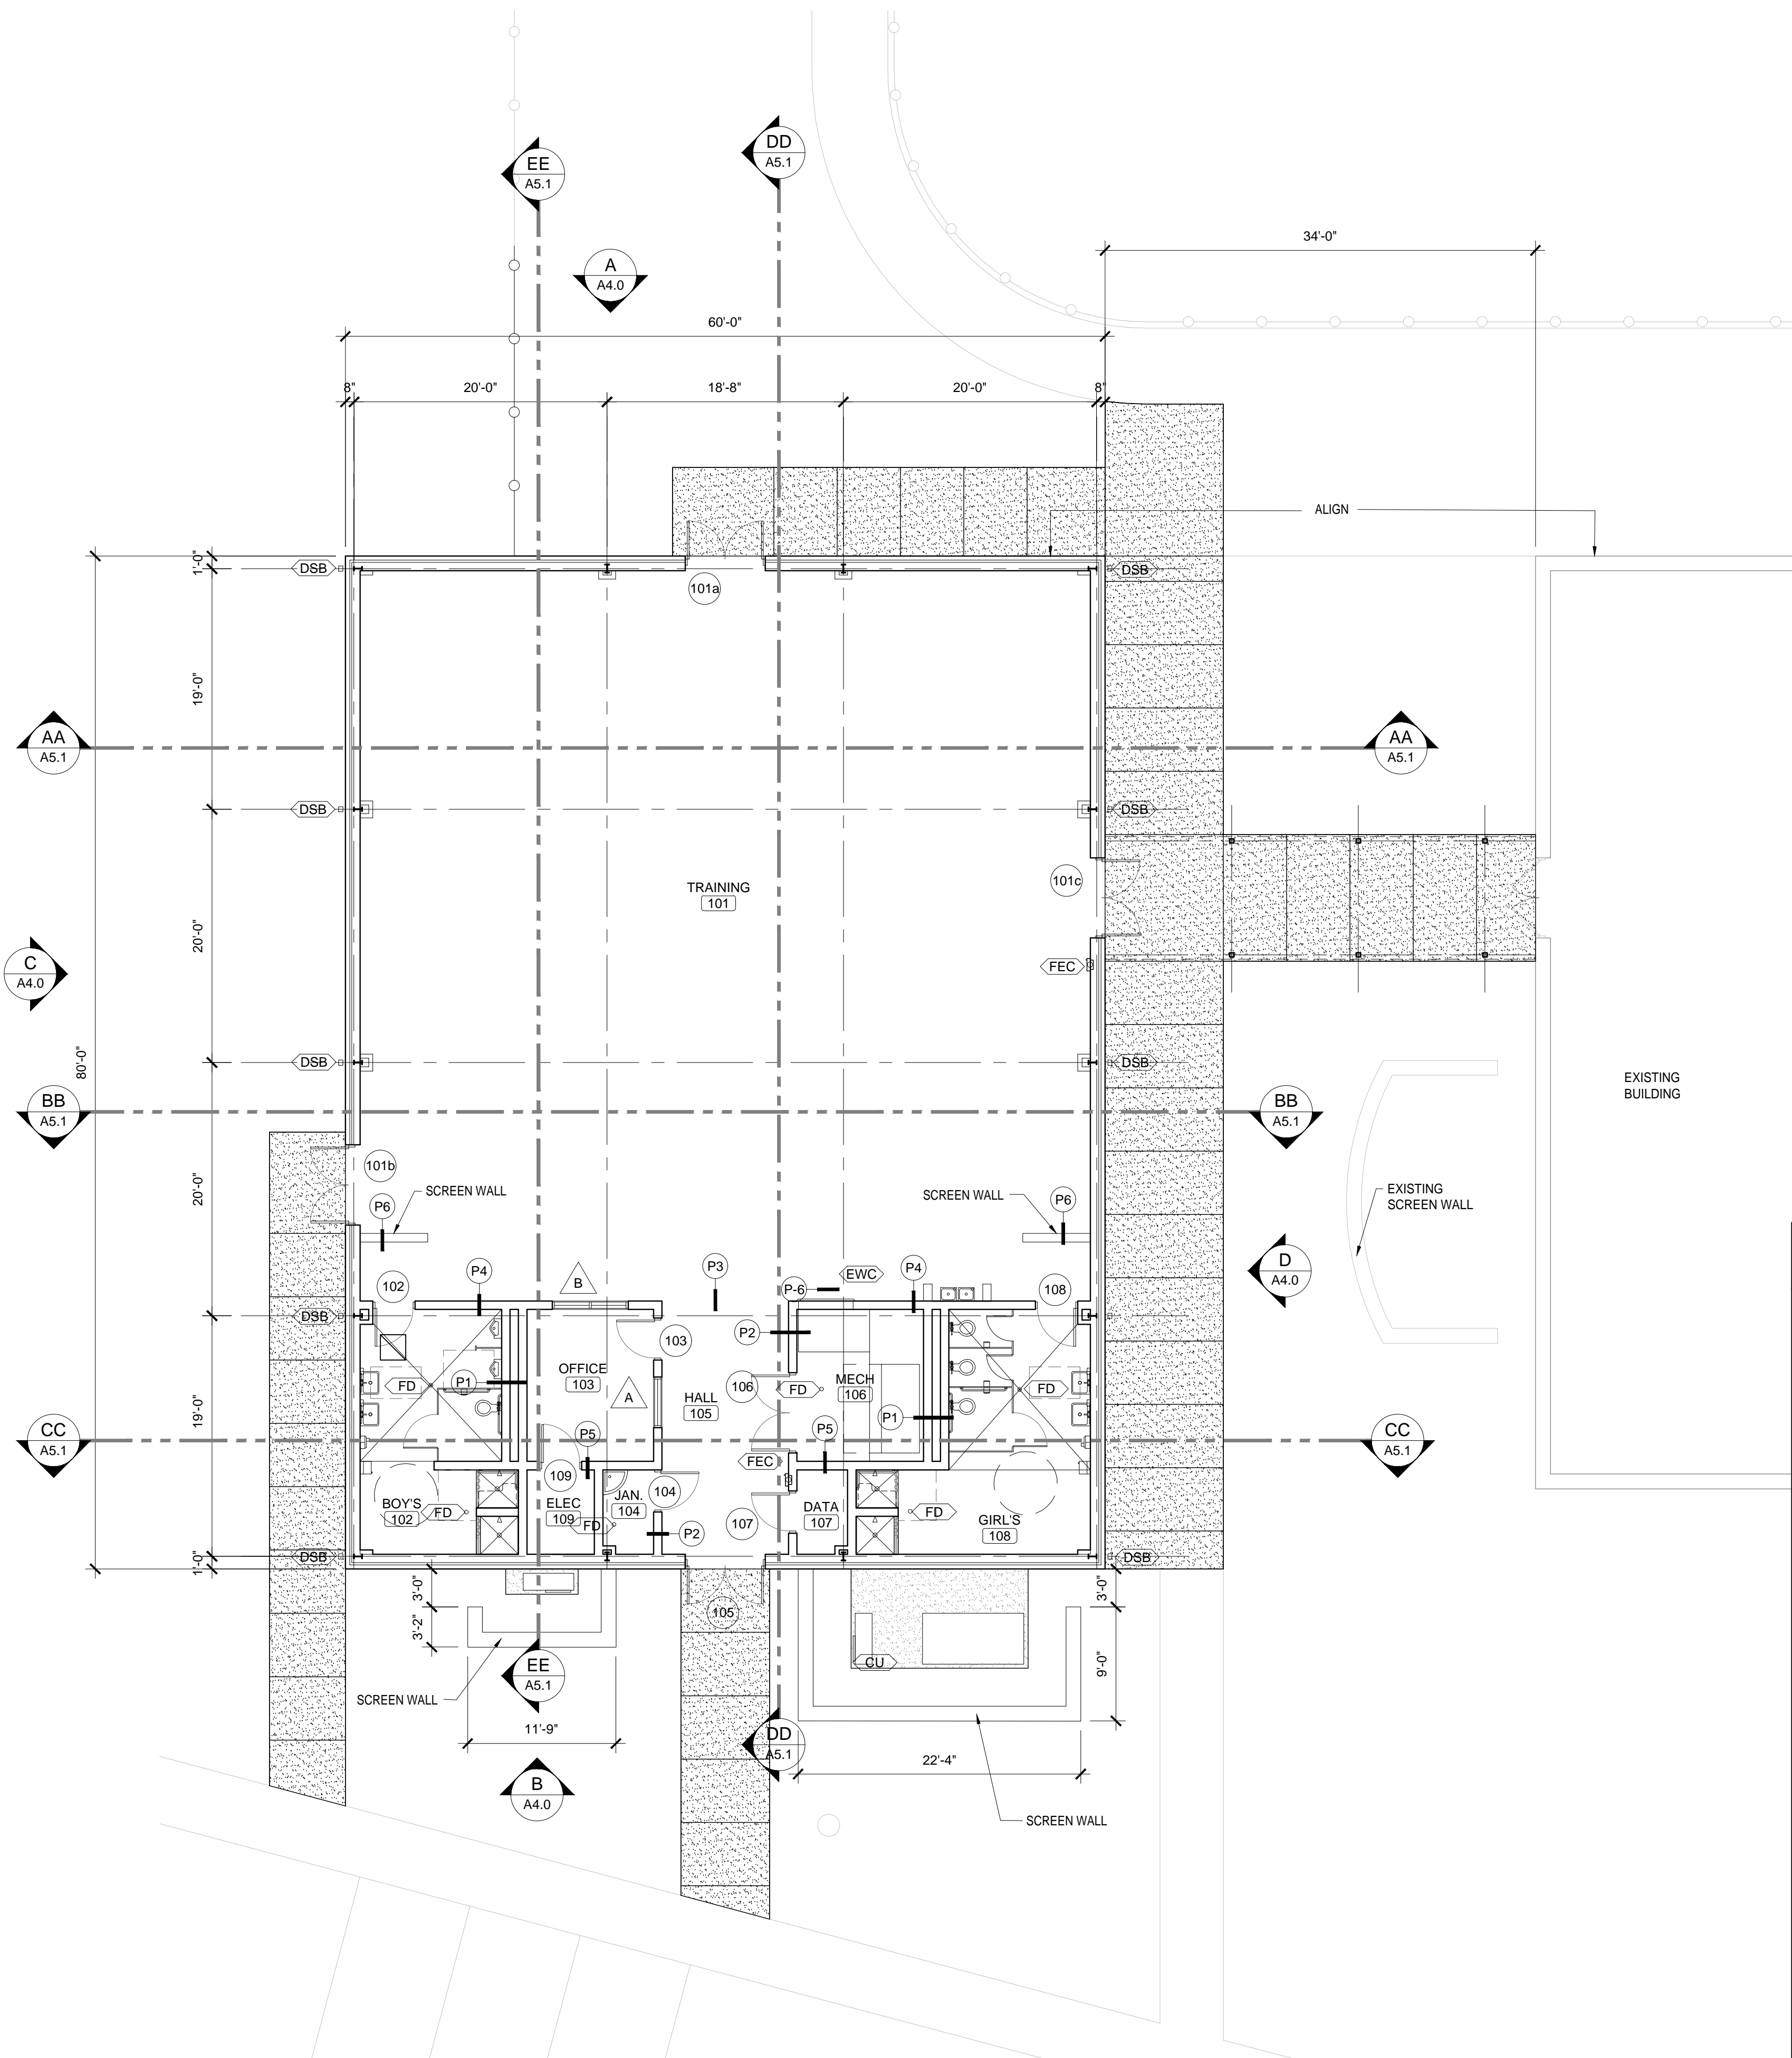 DD
A5.1
EE
A5.1
34'-0"
A
A4.0
60'-0"
8"
20'-0"
18'-8"
20'-0"
8"
ALIGN
1'-0"
DSB
DSB
101a
19'-0"
AA
A5.1
AA
A5.1
DSB
DSB
101c
TRAINING
101
20'-0"
FEC
C
A4.0
80'-0"
DSB
DSB
EXISTING
BUILDING
BB
A5.1
BB
A5.1
101b
20'-0"
SCREEN WALL
SCREEN WALL
P6
P6
EXISTING
SCREEN WALL
D
A4.0
P4
B
P3
EWC
P4
102
P-6
108
DSB
P2
103
OFFICE
103
MECH
106
FD
P1
106
FD
FD
A
HALL
105
P1
19'-0"
CC
A5.1
P5
P5
CC
A5.1
FEC
109
104
BOY'S
102
FD
ELEC
109
JAN.
104
FD
107
DATA
107
FD
GIRL'S
108
P2
DSB
DSB
1'-0"
3'-0"
3'-0"
105
3'-2"
CU
9'-0"
EE
A5.1
SCREEN WALL
11'-9"
DD
A5.1
22'-4"
B
A4.0
SCREEN WALL